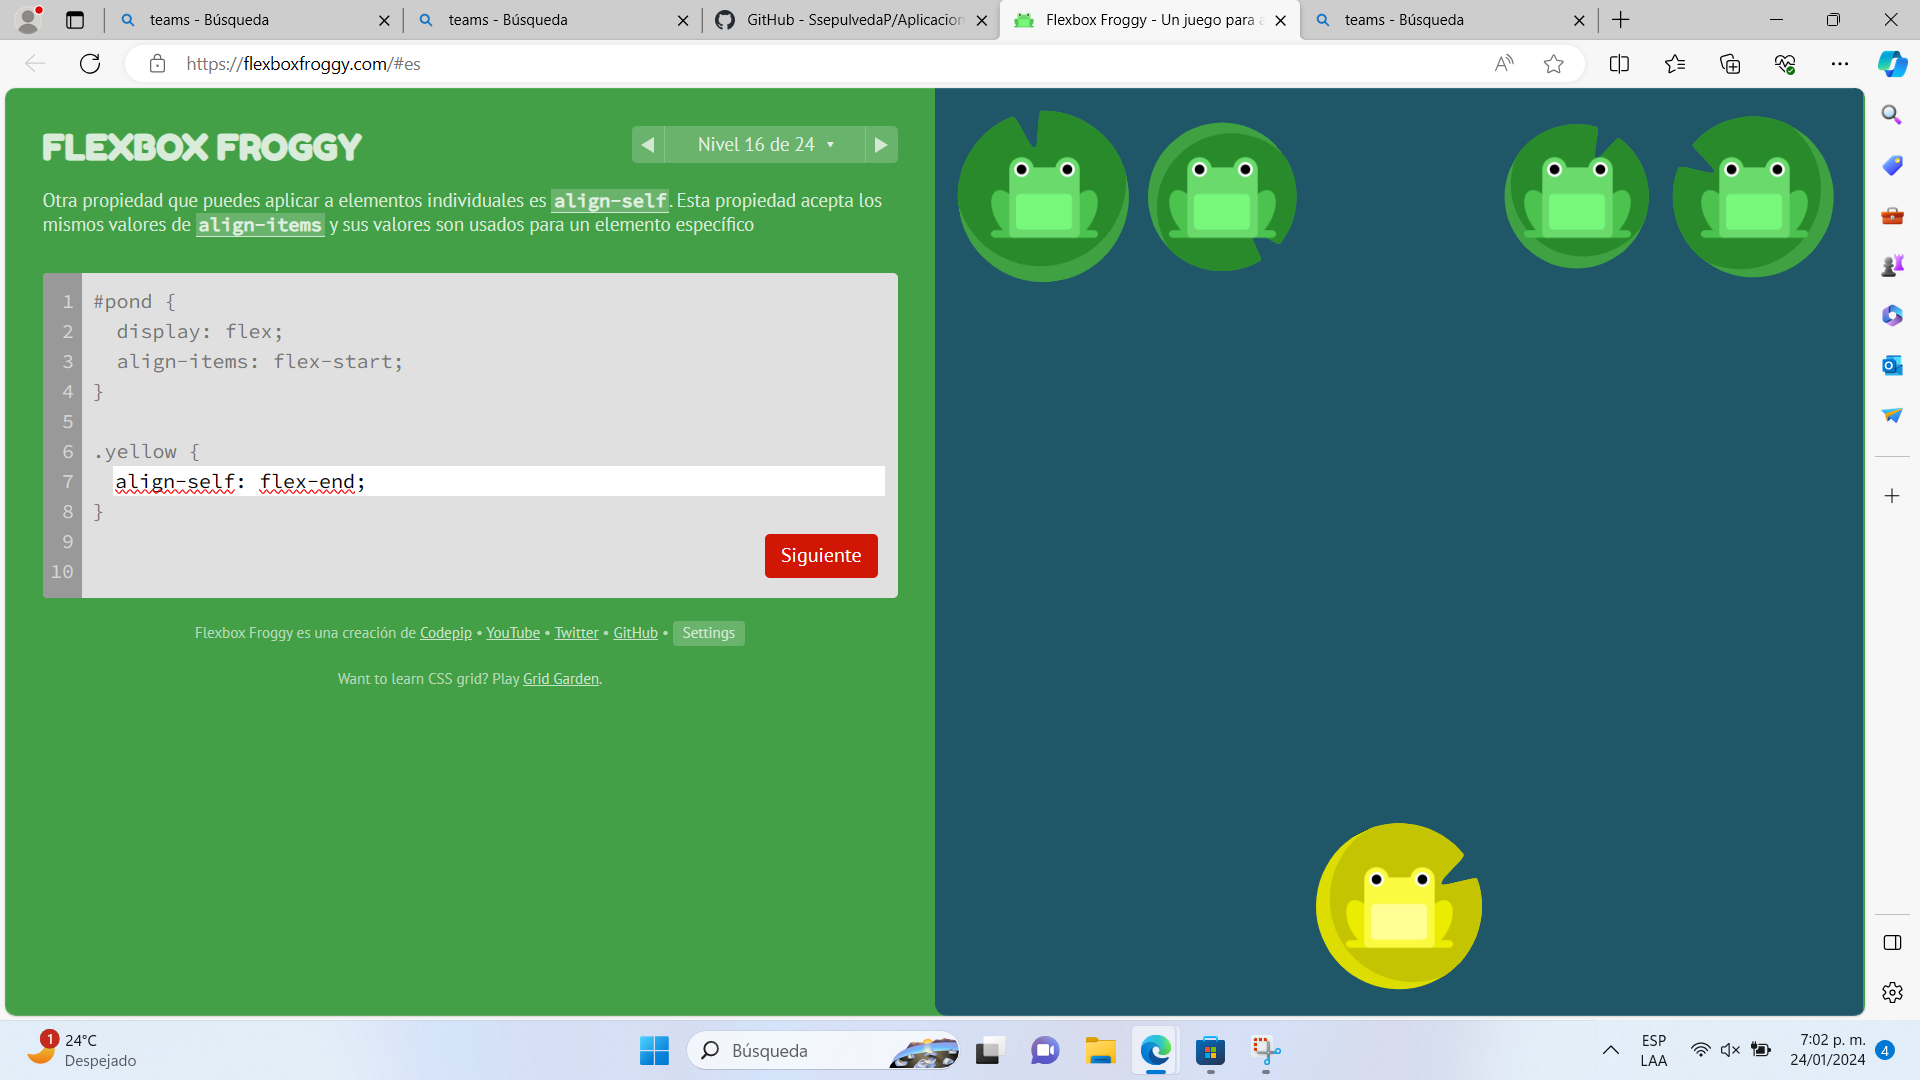 teams - Búsqueda
teams - Búsqueda
GitHub - SsepulvedaP/Aplicacion
Flexbox Froggy - Un juego para a
teams - Búsqueda
https://flexboxfroggy.com/#es
FLEXBOX FROGGY
Nivel 16 de 24
Otra propiedad que puedes aplicar a elementos individuales es align-self. Esta propiedad acepta los
mismos valores de align-items y sus valores son usados para un elemento específico
1 #pond {
2 display: flex;
3 align-items: flex-start;
4 }
5
6 .yellow {
7 align-self: flex-end;
8 }
9
10
Siguiente
Flexbox Froggy es una creación de Codepip • YouTube • Twitter • GitHub • Settings
Want to learn CSS grid? Play Grid Garden.
1
24°C
Despejado
Búsqueda
ESP
LAA
7:02 p. m.
24/01/2024
4